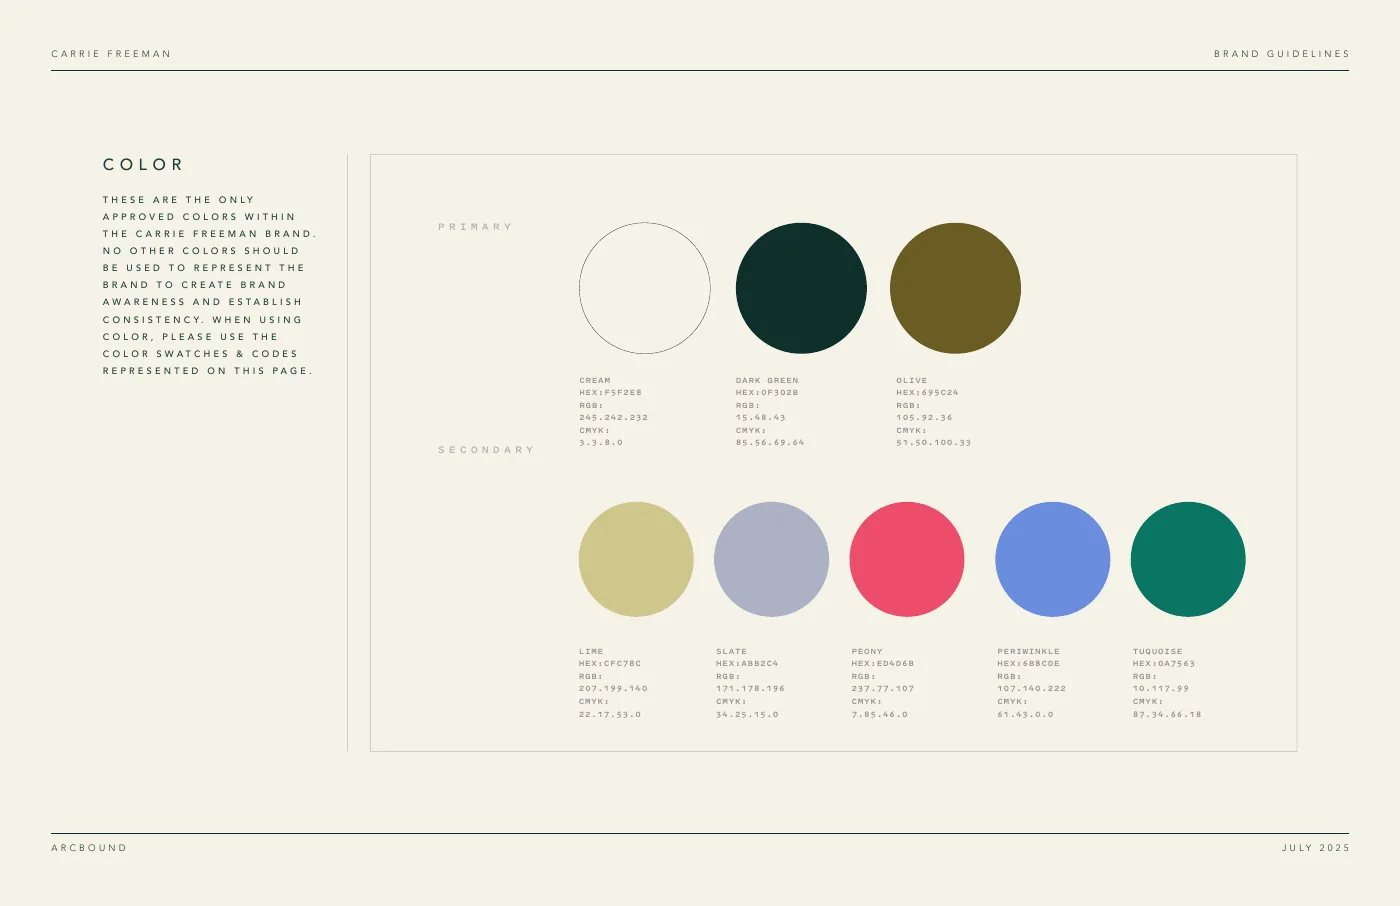 CARRIE FREEMAN
BRAND GUIDELINES
COLOR
THESE ARE THE ONLY
APPROVED COLORS WITHIN
THE CARRIE FREEMAN BRAND.
NO OTHER COLORS SHOULD
BE USED TO REPRESENT THE
BRAND TO CREATE BRAND
AWARENESS AND ESTABLISH
CONSISTENCY. WHEN USING
COLOR, PLEASE USE THE
COLOR SWATCHES & CODES
REPRESENTED ON THIS PAGE.
PRIMARY
CREAM
HEX:F5F2E8
RGB:
245.242.232
CMYK:
3.3.8.0
DARK GREEN
HEX:0F302B
RGB:
15.48.43
CMYK:
85.56.69.64
OLIVE
HEX:695C24
RGB:
105.92.36
CMYK:
51.50.100.33
SECONDARY
LIME
HEX:CFC78C
RGB:
207.199.140
CMYK:
22.17.53.0
SLATE
HEX:ABB2C4
RGB:
171.178.196
CMYK:
34.25.15.0
PEONY
HEX:ED4D6B
RGB:
237.77.107
CMYK:
7.85.46.0
PERIWINKLE
HEX:6B8CDE
RGB:
107.140.222
CMYK:
61.43.0.0
TUQUOISE
HEX:0A7563
RGB:
10.117.99
CMYK:
87.34.66.18
ARCBOUND
JULY 2025